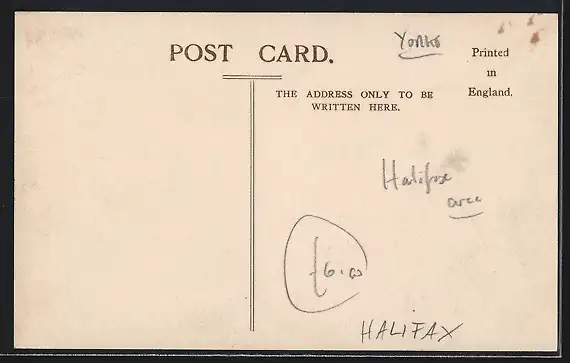 Yorks
POST CARD.
Printed
in
England.
THE ADDRESS ONLY TO BE
WRITTEN HERE.
Halifax
area
£6.00
HALIFAX